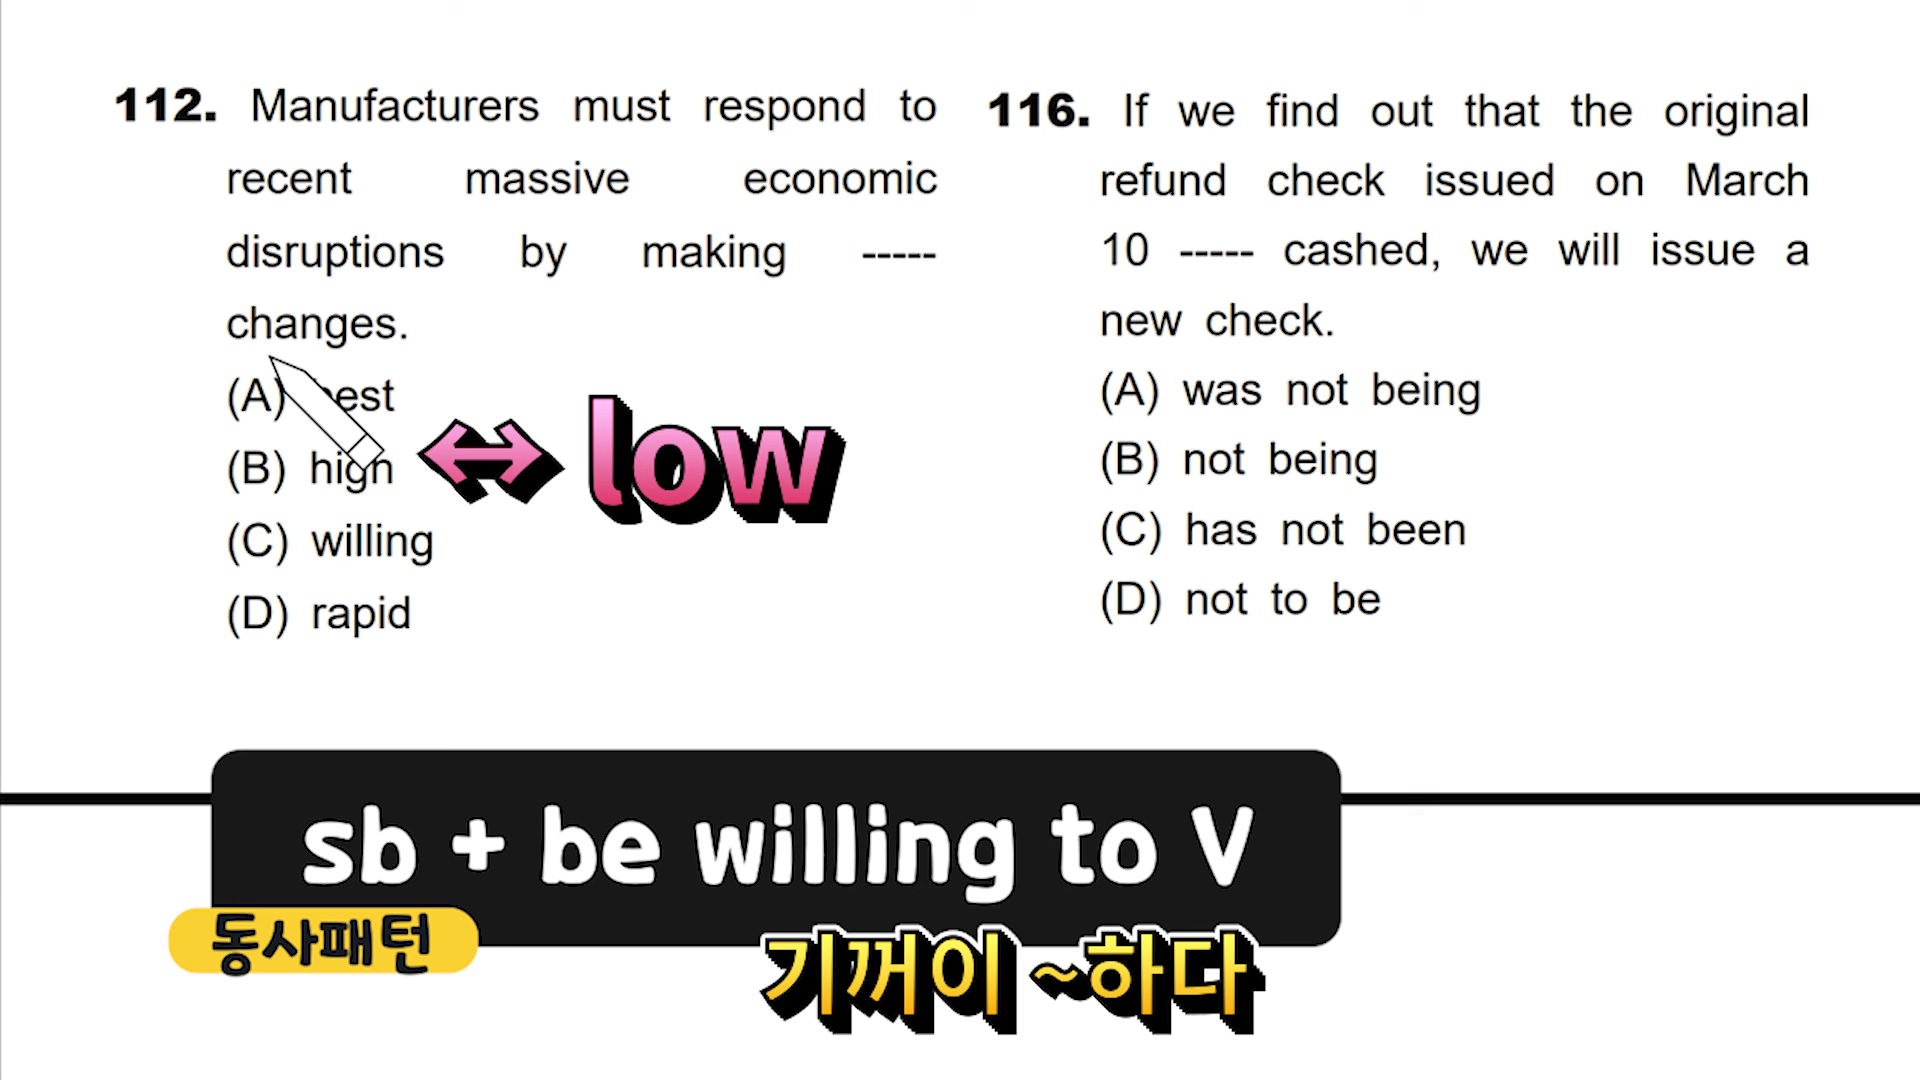 112. Manufacturers must respond to
recent massive economic
disruptions by making -----
changes.
(A) best
(B) high
(C) willing
(D) rapid
↔ low
116. If we find out that the original
refund check issued on March
10 ----- cashed, we will issue a
new check.
(A) was not being
(B) not being
(C) has not been
(D) not to be
sb + be willing to V
동사패턴
기꺼이 ~하다